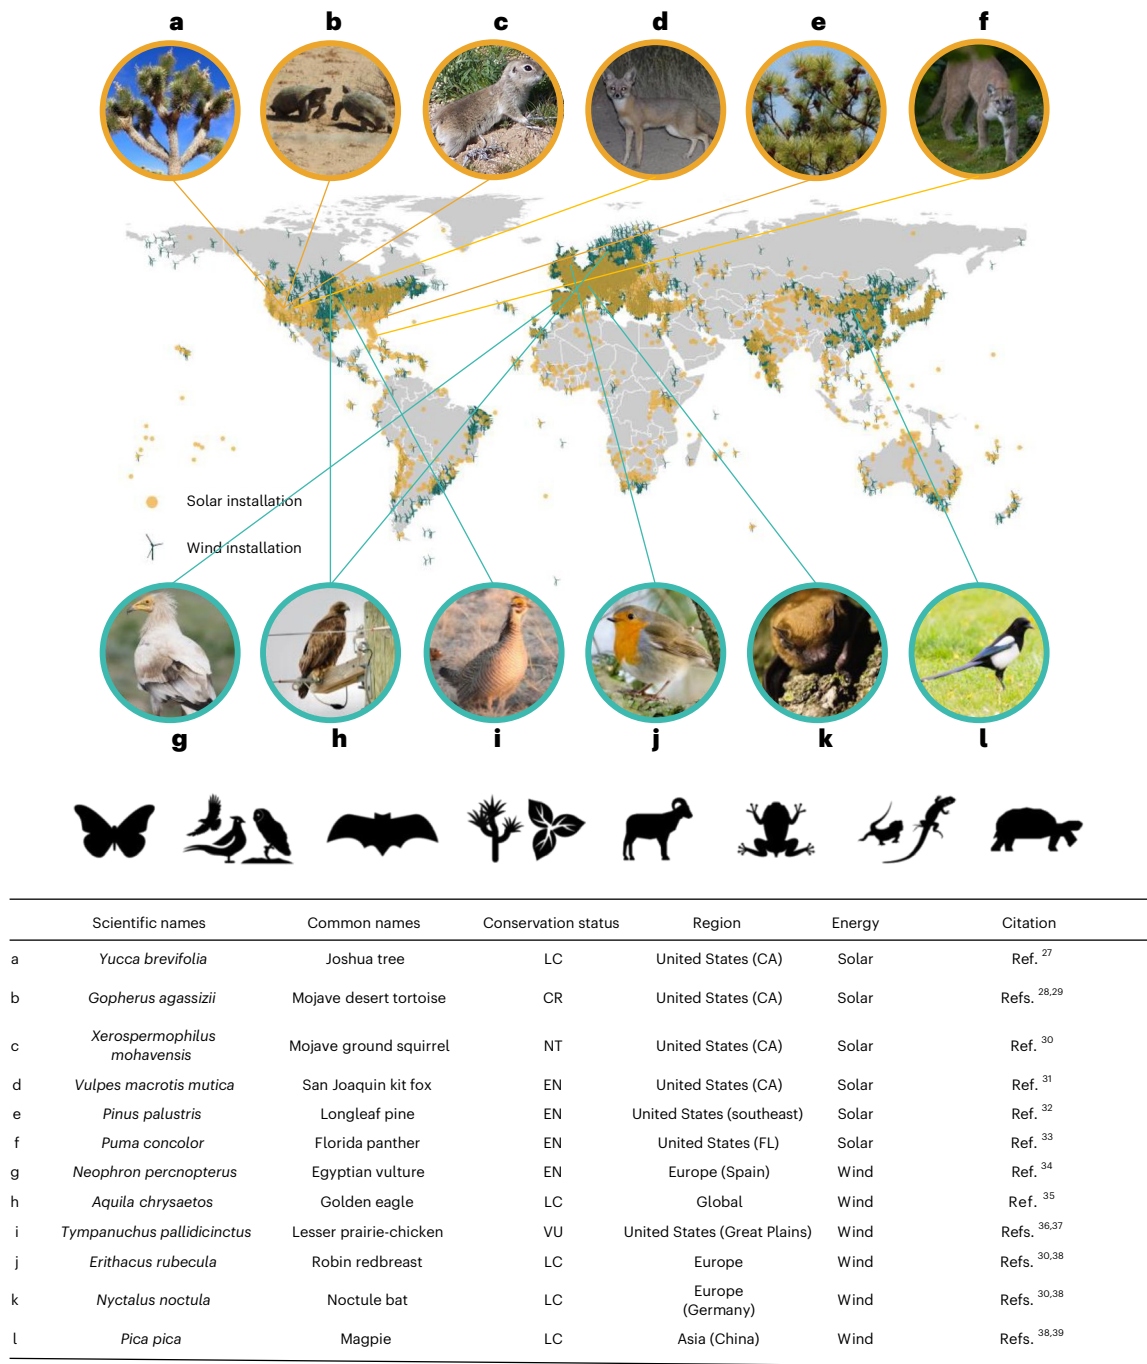 a b c d e f
Solar installation
Wind installation
g h i j k l
Scientific names Common names Conservation status Region Energy Citation
a Yucca brevifolia Joshua tree LC United States (CA) Solar Ref. 27
b Gopherus agassizii Mojave desert tortoise CR United States (CA) Solar Refs. 28,29
c Xerospermophilus mohavensis Mojave ground squirrel NT United States (CA) Solar Ref. 30
d Vulpes macrotis mutica San Joaquin kit fox EN United States (CA) Solar Ref. 31
e Pinus palustris Longleaf pine EN United States (southeast) Solar Ref. 32
f Puma concolor Florida panther EN United States (FL) Solar Ref. 33
g Neophron percnopterus Egyptian vulture EN Europe (Spain) Wind Ref. 34
h Aquila chrysaetos Golden eagle LC Global Wind Ref. 35
i Tympanuchus pallidicinctus Lesser prairie-chicken VU United States (Great Plains) Wind Refs. 36,37
j Erithacus rubecula Robin redbreast LC Europe Wind Refs. 30,38
k Nyctalus noctula Noctule bat LC Europe (Germany) Wind Refs. 30,38
l Pica pica Magpie LC Asia (China) Wind Refs. 38,39